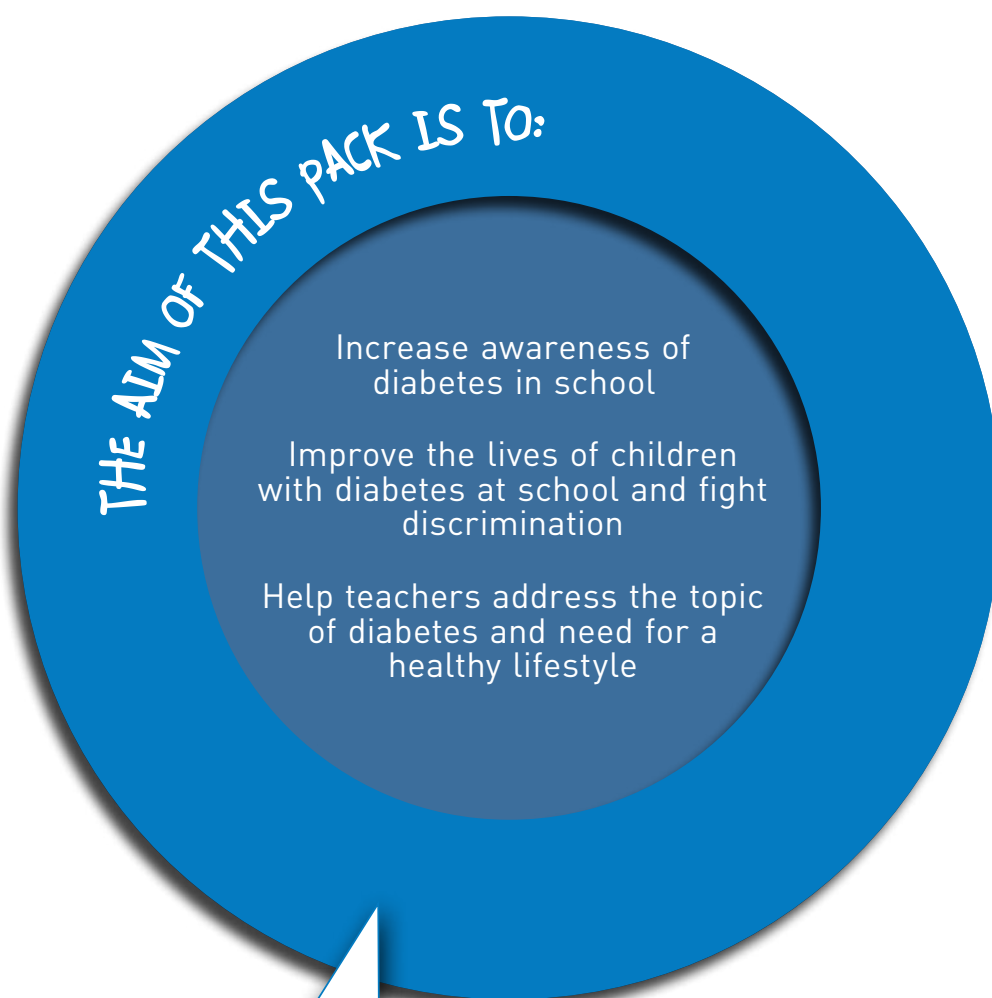 THE AIM OF THIS PACK IS TO:
Increase awareness of
diabetes in school
Improve the lives of children
with diabetes at school and fight
discrimination
Help teachers address the topic
of diabetes and need for a
healthy lifestyle